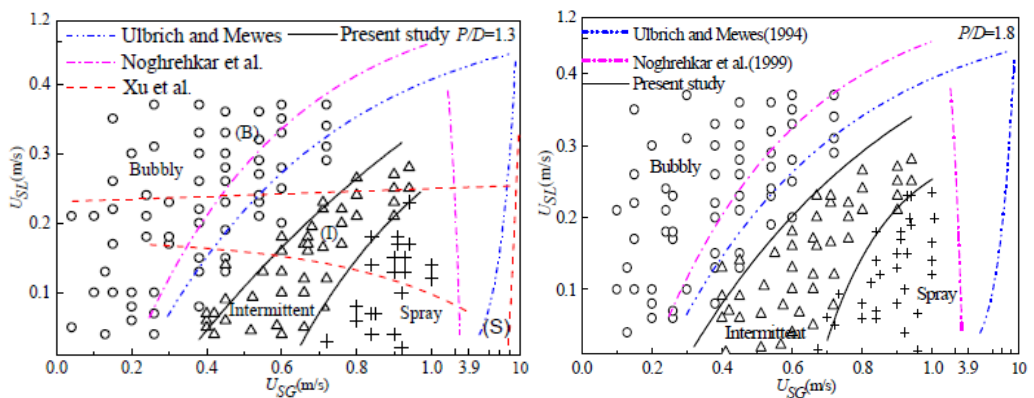 Ulbrich and Mewes
Present study
P/D=1.3
Noghrehkar et al.
Xu et al.
1.2
0.4
0.3
0.2
0.1
U_SL(m/s)
(B)
Bubbly
(I)
Intermittent
Spray
(S)
0.0 0.2 0.4 0.6 0.8 1.0 3.9 10
U_SG(m/s)
Ulbrich and Mewes(1994)
P/D=1.8
Noghrehkar et al.(1999)
Present study
1.2
0.4
0.3
0.2
0.1
0.0
U_SL(m/s)
Bubbly
Intermittent
Spray
0.0 0.2 0.4 0.6 0.8 1.0 3.9 10
U_SG(m/s)